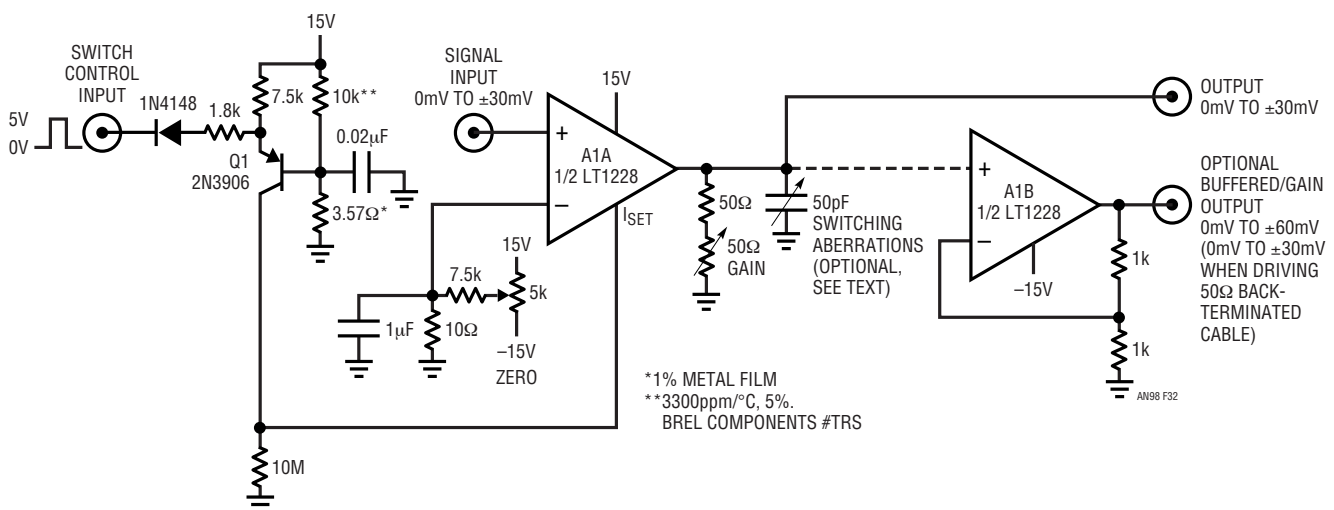 15V
SWITCH
CONTROL
INPUT
5V
0V
1N4148
1.8k
7.5k
10k**
0.02µF
Q1
2N3906
3.57Ω*
10M
SIGNAL
INPUT
0mV TO ±30mV
15V
+
A1A
1/2 LT1228
–
ISET
15V
7.5k
5k
1µF
10Ω
–15V
ZERO
50Ω
50Ω
GAIN
50pF
SWITCHING
ABERRATIONS
(OPTIONAL,
SEE TEXT)
+
A1B
1/2 LT1228
–
–15V
1k
1k
OUTPUT
0mV TO ±30mV
OPTIONAL
BUFFERED/GAIN
OUTPUT
0mV TO ±60mV
(0mV TO ±30mV
WHEN DRIVING
50Ω BACK-
TERMINATED
CABLE)
*1% METAL FILM
**3300ppm/°C, 5%.
BREL COMPONENTS #TRS
AN98 F32